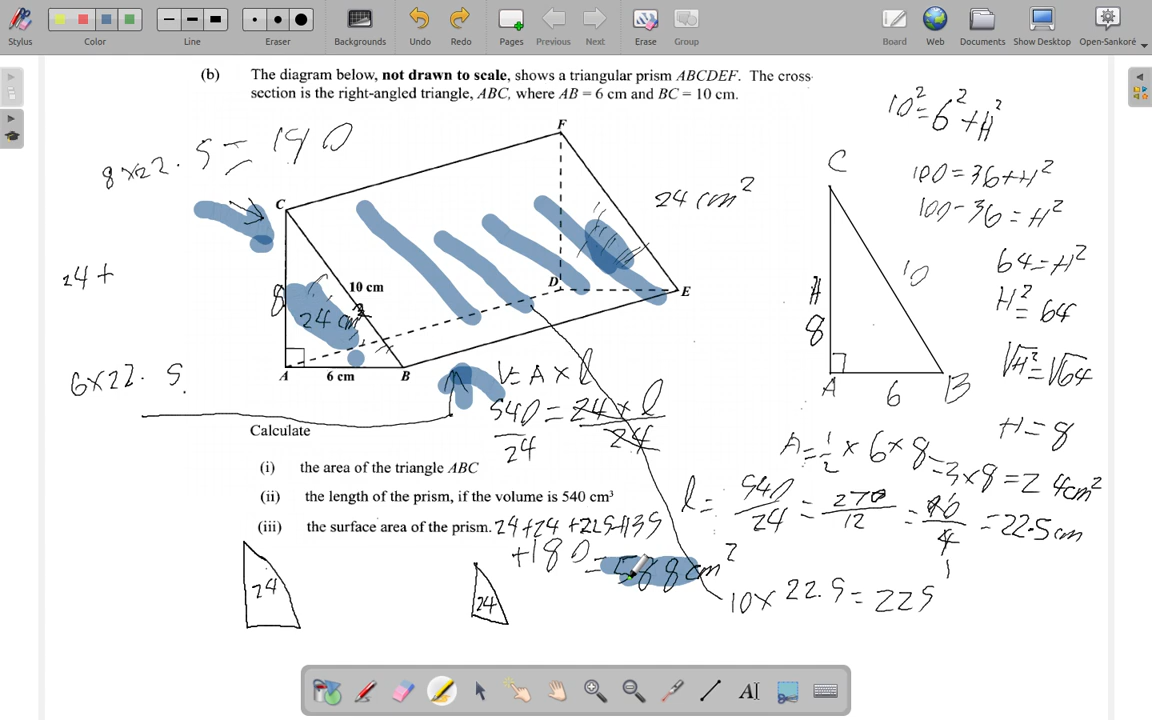 Stylus
Color
Line
Eraser
Backgrounds
Undo
Redo
Pages
Previous
Next
Erase
Group
Board
Web
Documents
Show Desktop
Open-Sankoré
(b) The diagram below, not drawn to scale, shows a triangular prism ABCDEF. The cross-
section is the right-angled triangle, ABC, where AB = 6 cm and BC = 10 cm.
8×22.5=190
24+
6×22.5.
F
C
10 cm
8
24 cm²
D
E
A
6 cm
B
24 cm²
10²=6²+H²
100=36+H²
100-36=H²
64=H²
H²=64
√H²=√64
H=8
C
H
8
10
A
6
B
V=A×l
540=24×l
24
24
A=1/2×6×8=3×8=24cm²
l=540/24=270/12=90/4=22.5cm
Calculate
(i) the area of the triangle ABC
(ii) the length of the prism, if the volume is 540 cm³
(iii) the surface area of the prism. 24+24+225+135
+180=588cm²
24
24
10×22.5=225